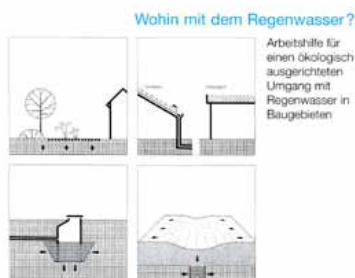 Wohin mit dem Regenwasser?
Arbeitshilfe für
einen ökologisch
ausgerichteten
Umgang mit
Regenwasser in
Baugebieten